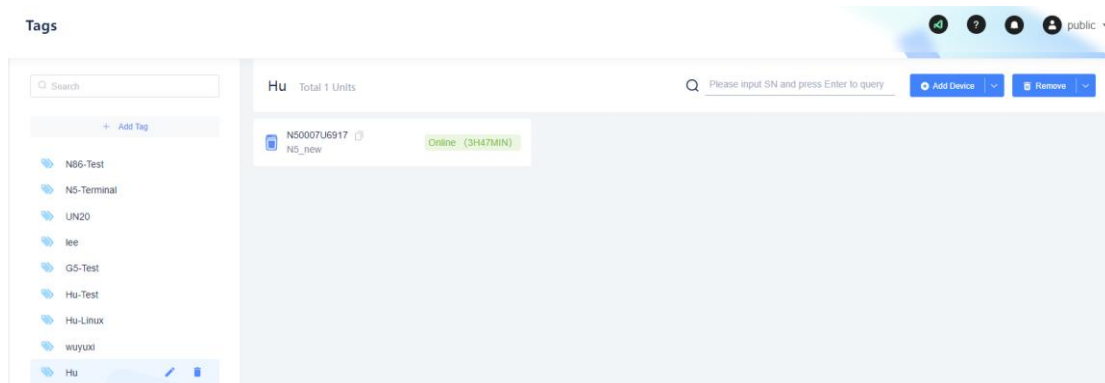 Tags
public
Search
+ Add Tag
N86-Test
N5-Terminal
UN20
lee
G5-Test
Hu-Test
Hu-Linux
wuyuxi
Hu
Hu Total 1 Units
Please input SN and press Enter to query
Add Device
Remove
N50007U6917
N5_new
Online (3H47MIN)